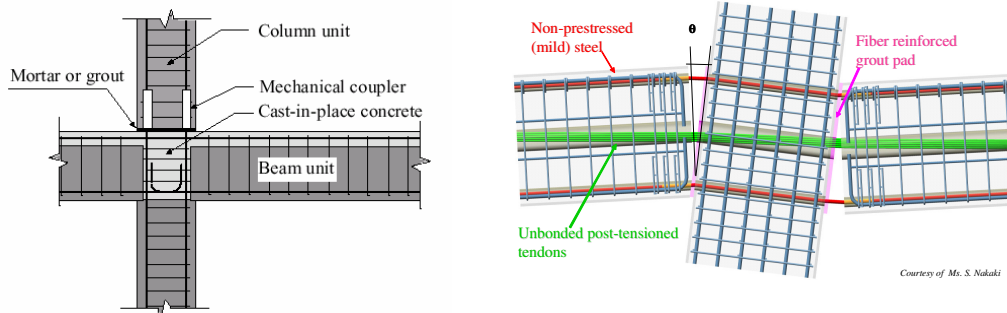 Column unit
Mortar or grout
Mechanical coupler
Cast-in-place concrete
Beam unit
Non-prestressed
(mild) steel
θ
Fiber reinforced
grout pad
Unbonded post-tensioned
tendons
Courtesy of Ms. S. Nakaki